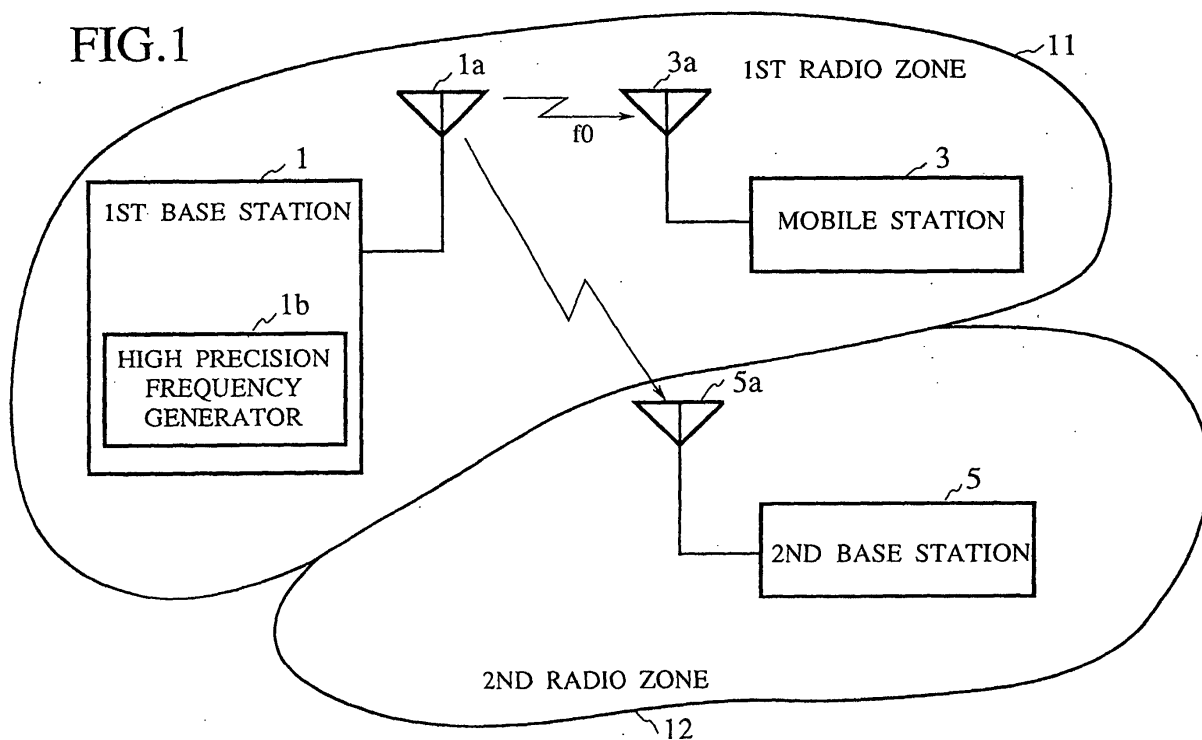 FIG.1
11
1a
3a
1ST RADIO ZONE
f0
1
3
1ST BASE STATION
MOBILE STATION
1b
HIGH PRECISION
FREQUENCY
GENERATOR
5a
5
2ND BASE STATION
2ND RADIO ZONE
12